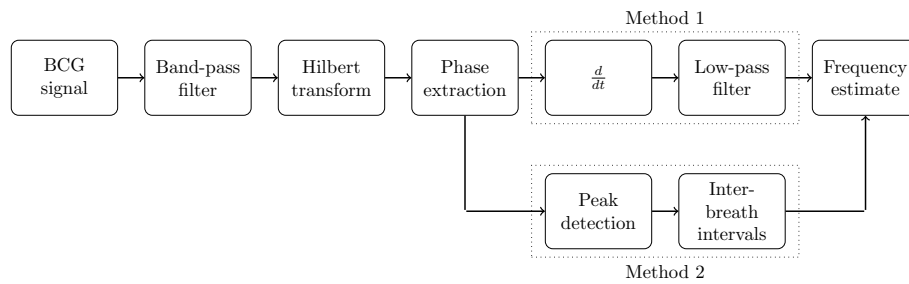 Method 1
BCG
signal
Band-pass
filter
Hilbert
transform
Phase
extraction
d
dt
Low-pass
filter
Frequency
estimate
Peak
detection
Inter-
breath
intervals
Method 2